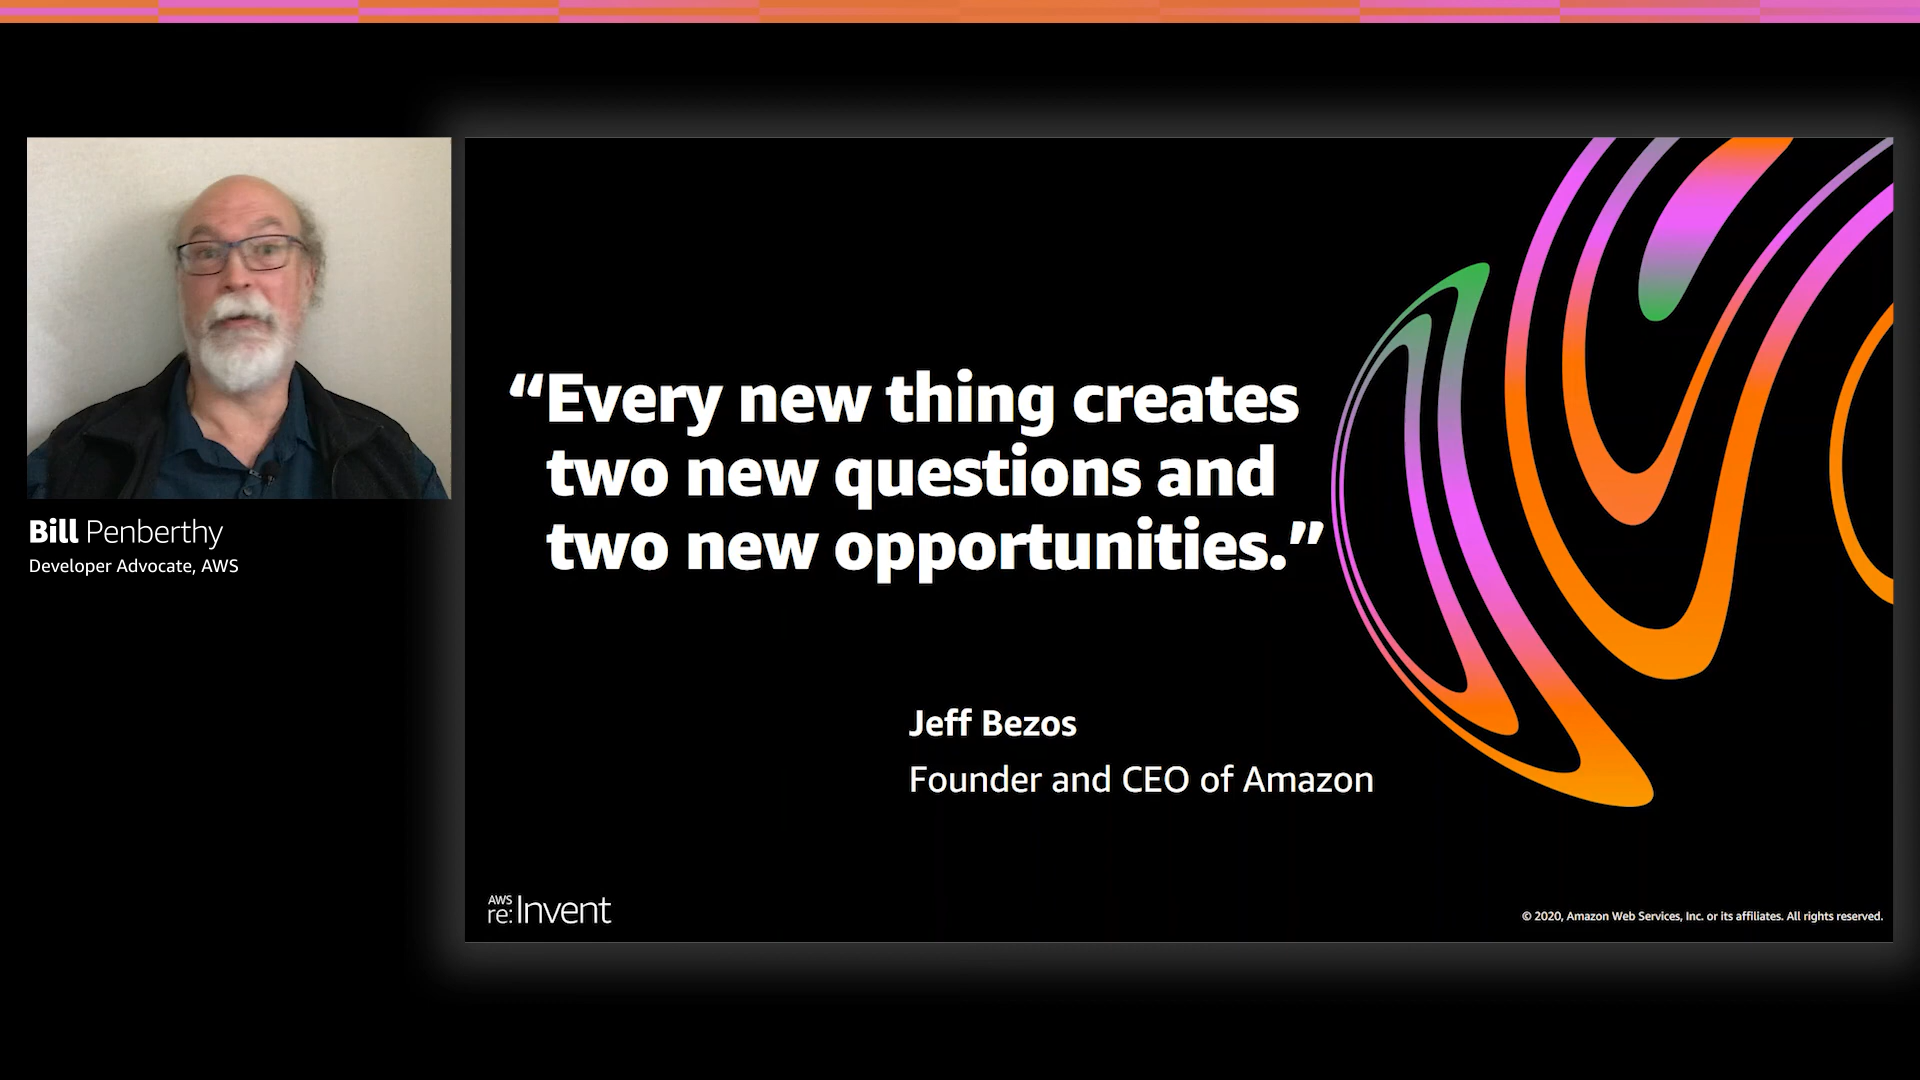 Bill Penberthy
Developer Advocate, AWS
“Every new thing creates
two new questions and
two new opportunities.”
Jeff Bezos
Founder and CEO of Amazon
AWS
re:Invent
© 2020, Amazon Web Services, Inc. or its affiliates. All rights reserved.